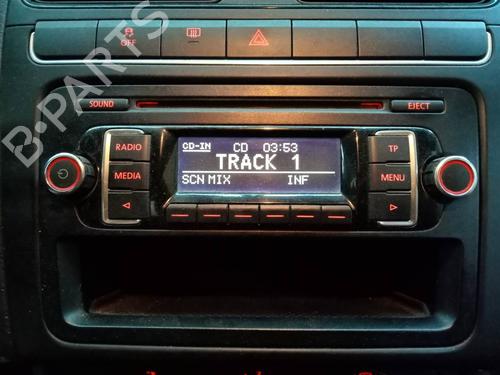 OFF
SOUND
EJECT
RADIO
MEDIA
CD-IN CD 03:53
TRACK 1
SCN MIX INF
TP
MENU
B-PARTS